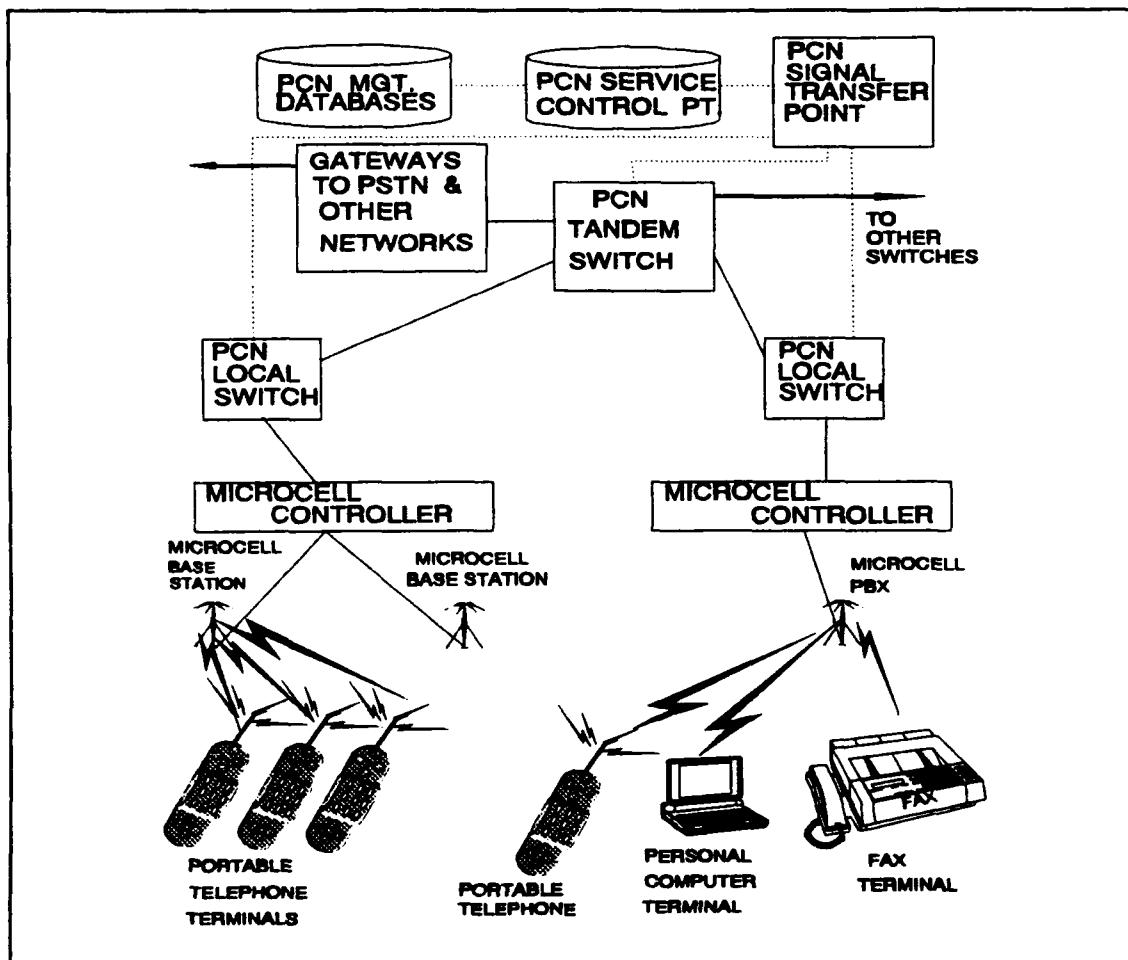 PCN MGT.
DATABASES
PCN SERVICE
CONTROL PT
PCN
SIGNAL
TRANSFER
POINT
GATEWAYS
TO PSTN &
OTHER
NETWORKS
PCN
TANDEM
SWITCH
TO
OTHER
SWITCHES
PCN
LOCAL
SWITCH
PCN
LOCAL
SWITCH
MICROCELL
CONTROLLER
MICROCELL
CONTROLLER
MICROCELL
BASE
STATION
MICROCELL
BASE STATION
MICROCELL
PBX
FAX
PORTABLE
TELEPHONE
TERMINALS
PORTABLE
TELEPHONE
PERSONAL
COMPUTER
TERMINAL
FAX
TERMINAL